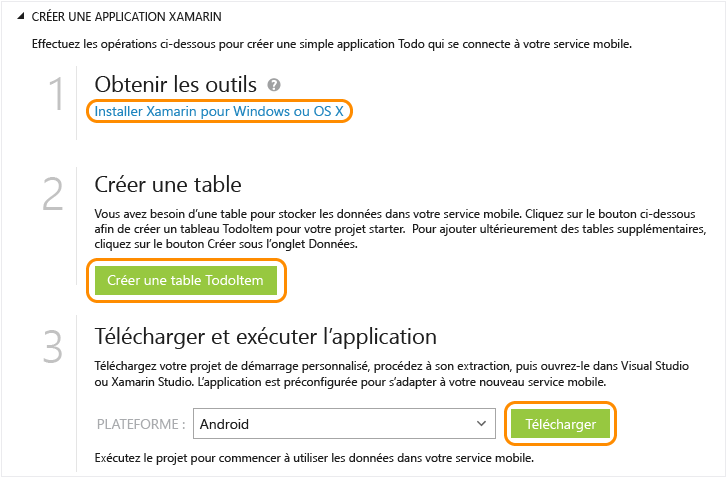 CRÉER UNE APPLICATION XAMARIN
Effectuez les opérations ci-dessous pour créer une simple application Todo qui se connecte à votre service mobile.
1
Obtenir les outils ?
Installer Xamarin pour Windows ou OS X
2
Créer une table
Vous avez besoin d'une table pour stocker les données dans votre service mobile. Cliquez sur le bouton ci-dessous
afin de créer un tableau TodoItem pour votre projet starter. Pour ajouter ultérieurement des tables supplémentaires,
cliquez sur le bouton Créer sous l'onglet Données.
Créer une table TodoItem
3
Télécharger et exécuter l'application
Téléchargez votre projet de démarrage personnalisé, procédez à son extraction, puis ouvrez-le dans Visual Studio
ou Xamarin Studio. L'application est préconfigurée pour s'adapter à votre nouveau service mobile.
PLATEFORME : Android Télécharger
Exécutez le projet pour commencer à utiliser les données dans votre service mobile.